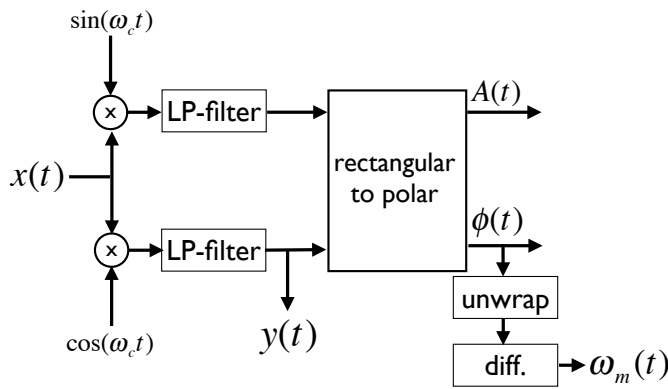 sin(ω_c t)
x
LP-filter
A(t)
x(t)
rectangular
to polar
x
LP-filter
ϕ(t)
cos(ω_c t)
y(t)
unwrap
diff.
ω_m(t)